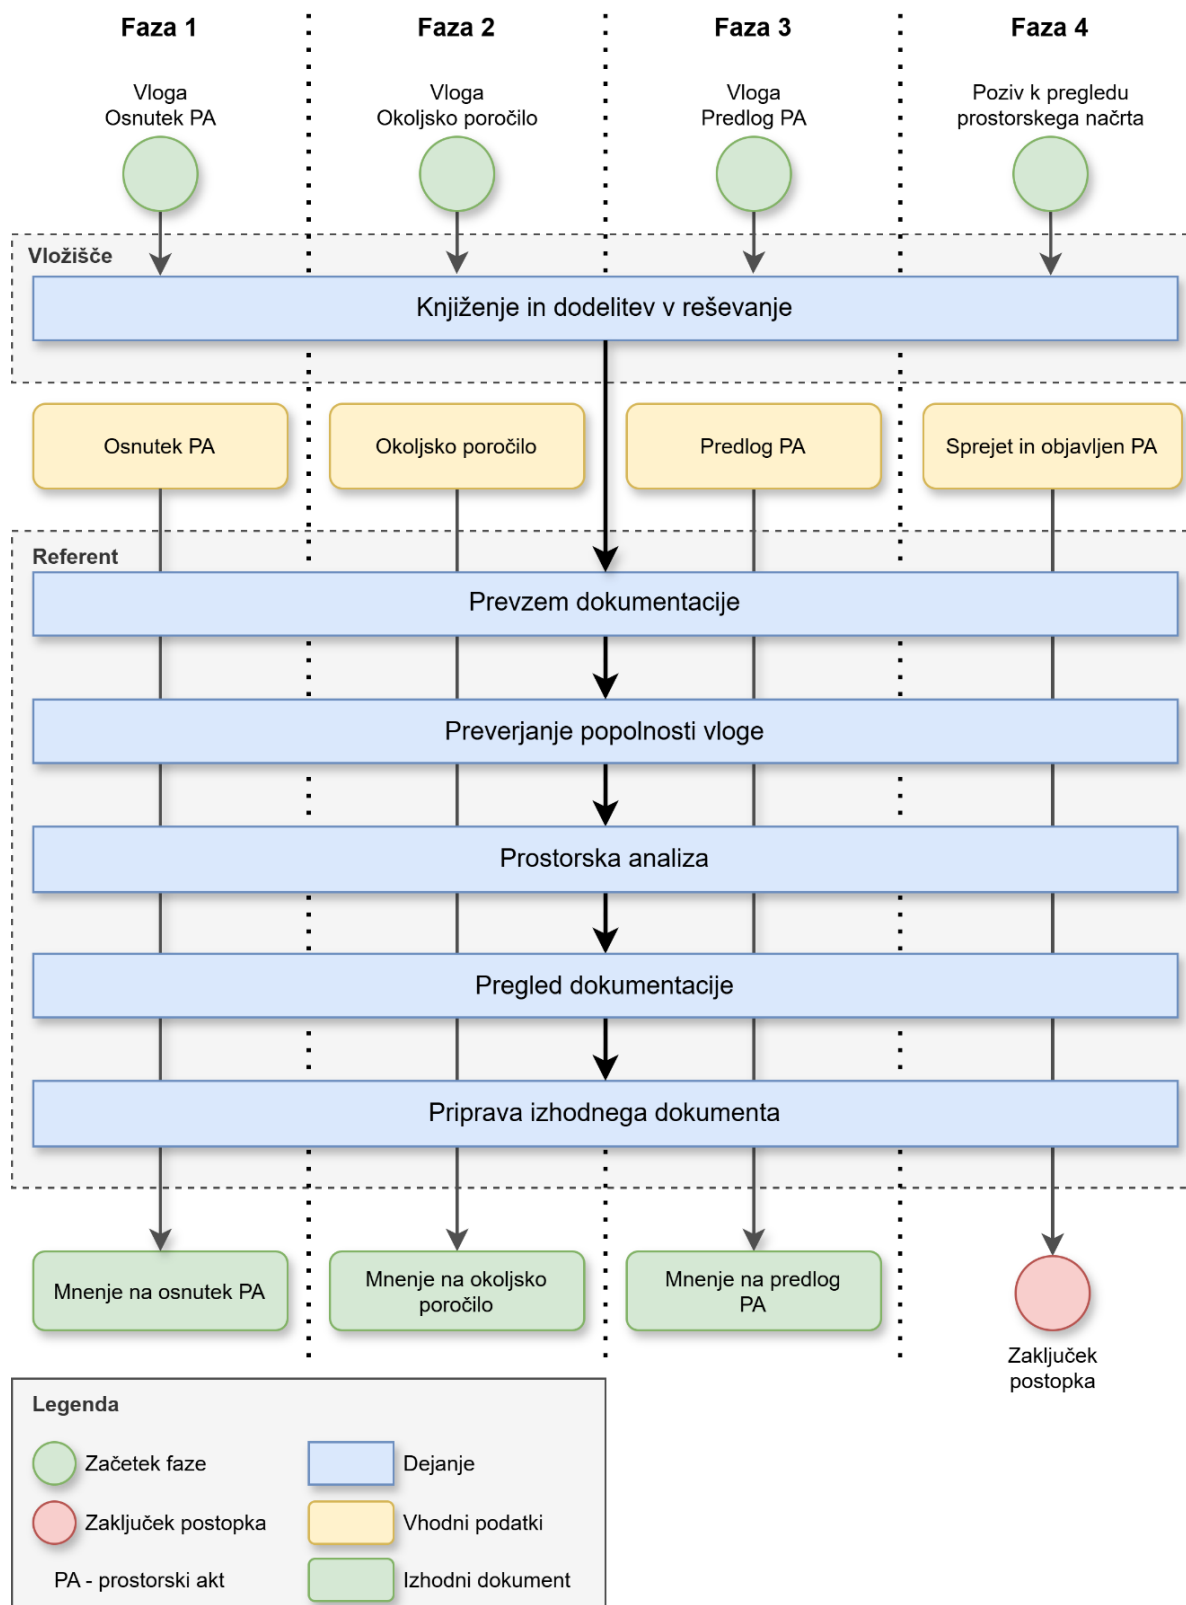 Faza 1
Faza 2
Faza 3
Faza 4
Vloga
Osnutek PA
Vloga
Okoljsko poročilo
Vloga
Predlog PA
Poziv k pregledu
prostorskega načrta
Vložišče
Knjiženje in dodelitev v reševanje
Osnutek PA
Okoljsko poročilo
Predlog PA
Sprejet in objavljen PA
Referent
Prevzem dokumentacije
Preverjanje popolnosti vloge
Prostorska analiza
Pregled dokumentacije
Priprava izhodnega dokumenta
Mnenje na osnutek PA
Mnenje na okoljsko
poročilo
Mnenje na predlog
PA
Zaključek
postopka
Legenda
Začetek faze
Dejanje
Zaključek postopka
Vhodni podatki
PA - prostorski akt
Izhodni dokument